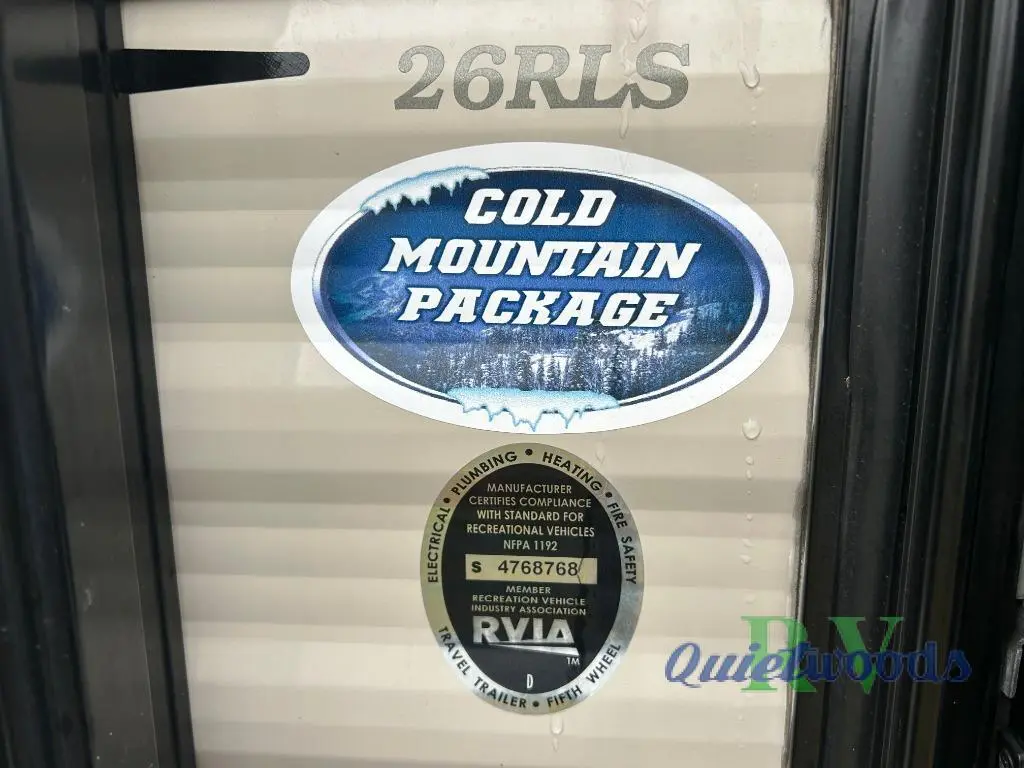 26RLS
COLD
MOUNTAIN
PACKAGE
ELECTRICAL • PLUMBING • HEATING • FIRE SAFETY
MANUFACTURER
CERTIFIES COMPLIANCE
WITH STANDARD FOR
RECREATIONAL VEHICLES
NFPA 1192
S 4768768
MEMBER
RECREATION VEHICLE
INDUSTRY ASSOCIATION
RVIA
TM
D
TRAVEL TRAILER • FIFTH WHEEL
RV
Quietwoods